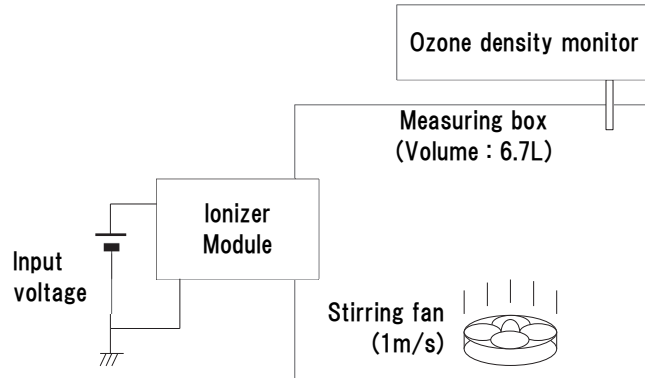 Ozone density monitor
Measuring box
(Volume : 6.7L)
Ionizer
Module
Input
voltage
Stirring fan
(1m/s)